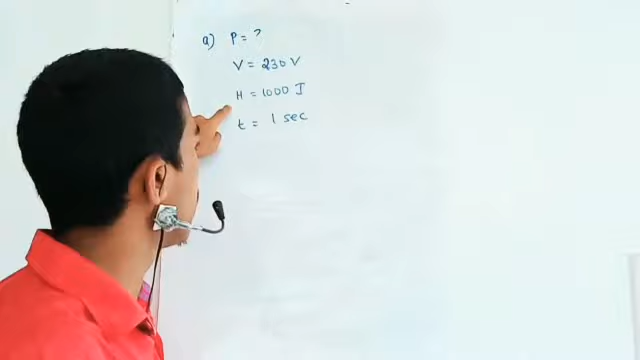 a) P = ?
V = 230 V
H = 1000 J
t = 1 sec